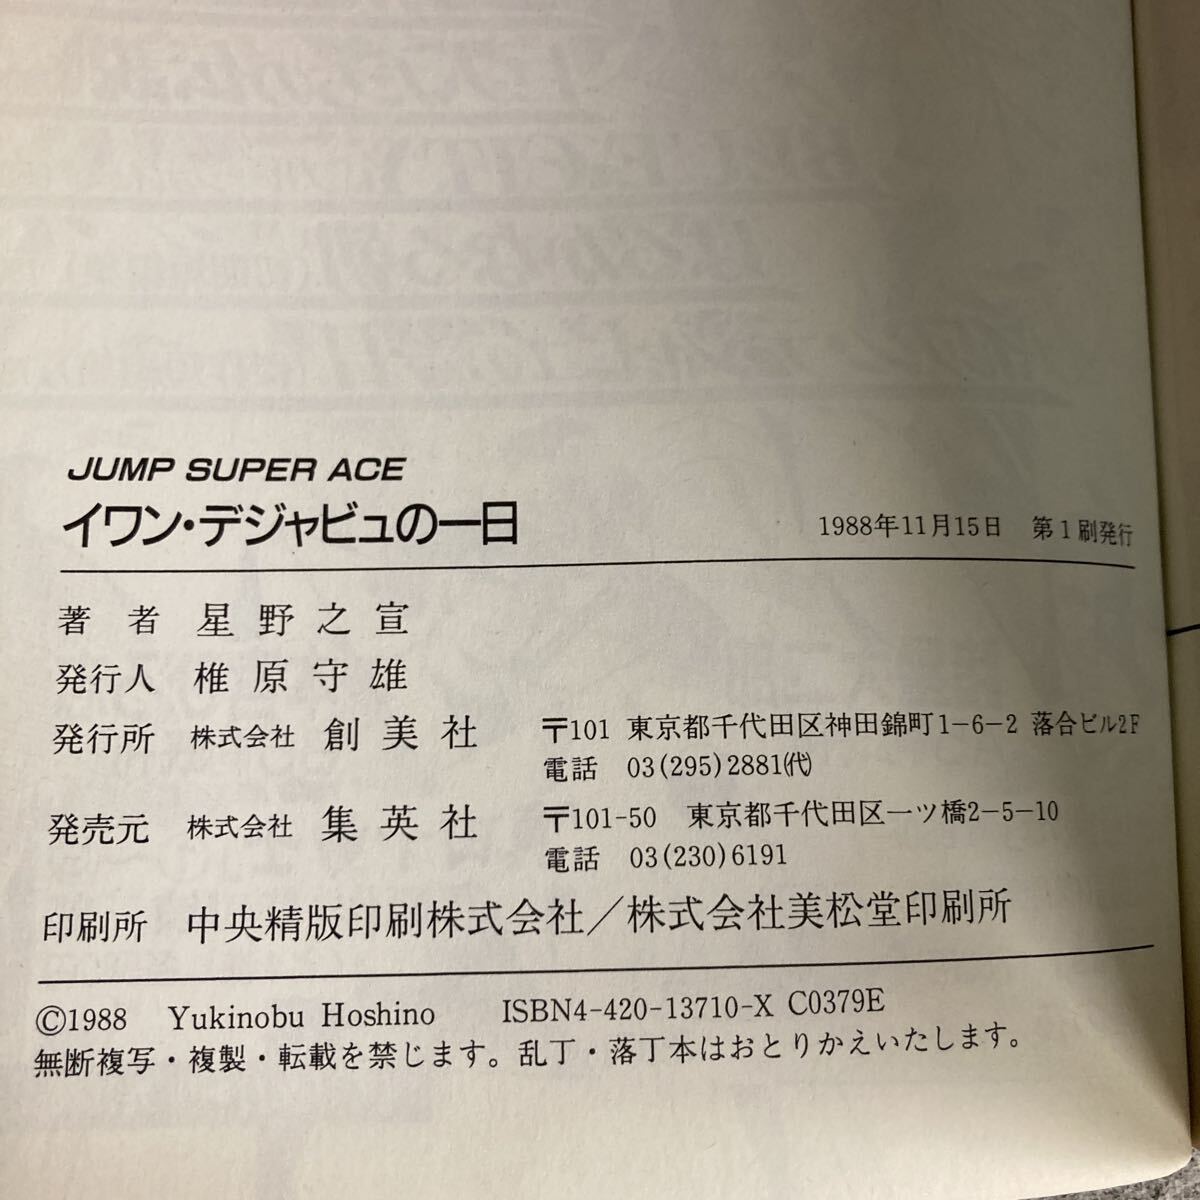 JUMP SUPER ACE
イワン・デジャビュの一日 1988年11月15日 第1刷発行
著者 星野之宣
発行人 椎原守雄
発行所 株式会社 創美社 〒101 東京都千代田区神田錦町1-6-2 落合ビル2F
電話 03(295)2881㈹
発売元 株式会社 集英社 〒101-50 東京都千代田区一ツ橋2-5-10
電話 03(230)6191
印刷所 中央精版印刷株式会社／株式会社美松堂印刷所
©1988 Yukinobu Hoshino ISBN4-420-13710-X C0379E
無断複写・複製・転載を禁じます。乱丁・落丁本はおとりかえいたします。